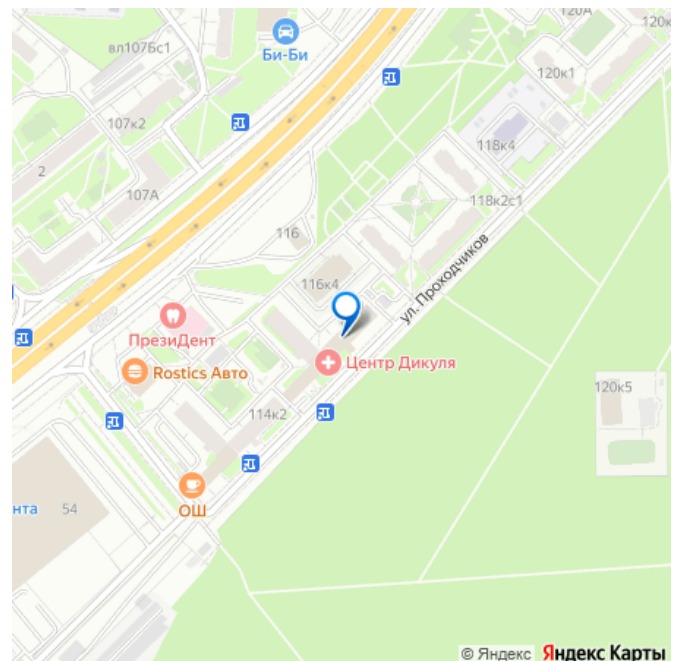 120А
120к
вл107Бс1
Би-Би
120к1
107к2
118к4
2
107А
118к2с1
116
ул. Проходчиков
116к4
ПрезиДент
Центр Дикуля
Rostics Авто
120к5
114к2
ОШ
нта
54
© Яндекс Яндекс Карты